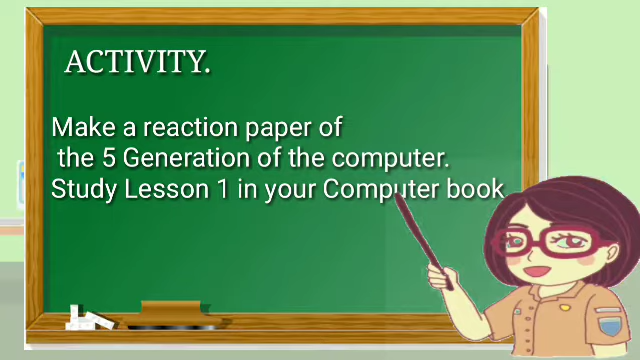 ACTIVITY.
Make a reaction paper of
the 5 Generation of the computer.
Study Lesson 1 in your Computer book